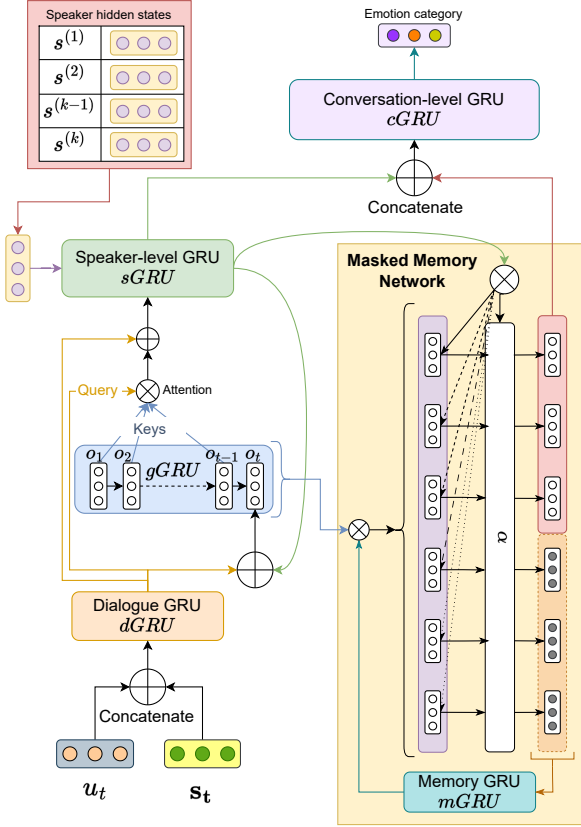 Speaker hidden states
s^(1)
s^(2)
s^(k−1)
s^(k)
Emotion category
Conversation-level GRU
cGRU
Concatenate
Speaker-level GRU
sGRU
Masked Memory
Network
Query
Attention
Keys
o_1 o_2 o_{t−1} o_t
gGRU
α
Dialogue GRU
dGRU
Concatenate
Memory GRU
mGRU
u_t
s_t